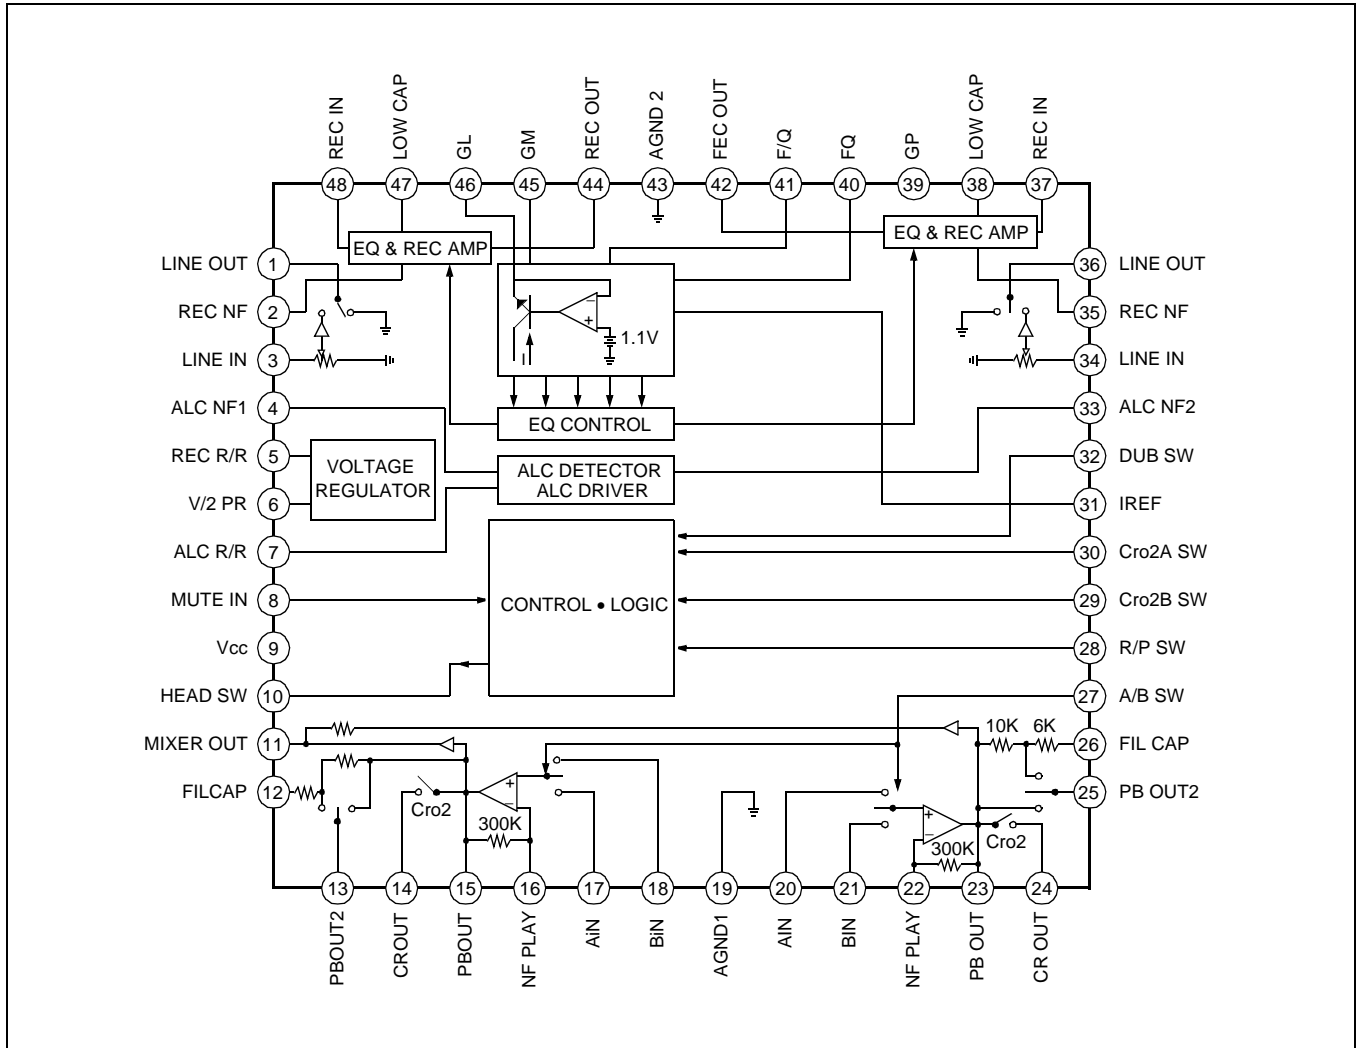 REC IN
LOW CAP
GL
GM
REC OUT
AGND 2
FEC OUT
F/Q
FQ
GP
LOW CAP
REC IN
48
47
46
45
44
43
42
41
40
39
38
37
EQ & REC AMP
EQ & REC AMP
LINE OUT 1
36 LINE OUT
REC NF 2
35 REC NF
1.1V
LINE IN 3
34 LINE IN
ALC NF1 4
33 ALC NF2
EQ CONTROL
REC R/R 5
32 DUB SW
VOLTAGE
REGULATOR
ALC DETECTOR
ALC DRIVER
V/2 PR 6
31 IREF
ALC R/R 7
30 Cro2A SW
MUTE IN 8
CONTROL • LOGIC
29 Cro2B SW
Vcc 9
28 R/P SW
HEAD SW 10
27 A/B SW
10K 6K
MIXER OUT 11
26 FIL CAP
FILCAP 12
25 PB OUT2
Cro2
+
−
300K
+
−
300K
Cro2
13
14
15
16
17
18
19
20
21
22
23
24
PBOUT2
CROUT
PBOUT
NF PLAY
AiN
BiN
AGND1
AIN
BIN
NF PLAY
PB OUT
CR OUT